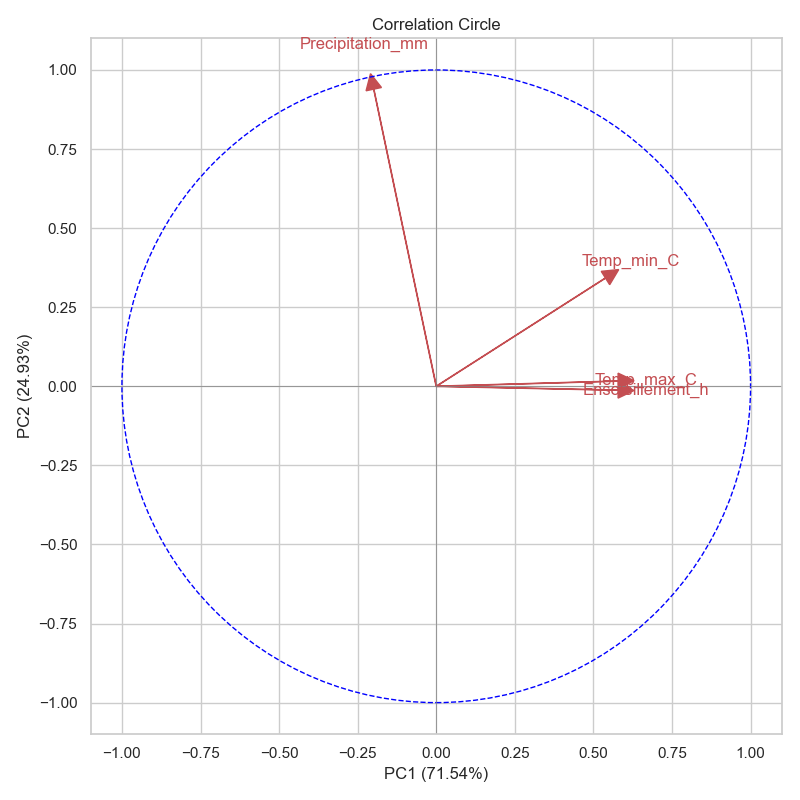 Correlation Circle
Precipitation_mm
Temp_min_C
Temp_max_C
Ensoleillement_h
1.00
0.75
0.50
0.25
0.00
−0.25
−0.50
−0.75
−1.00
PC2 (24.93%)
−1.00
−0.75
−0.50
−0.25
0.00
0.25
0.50
0.75
1.00
PC1 (71.54%)